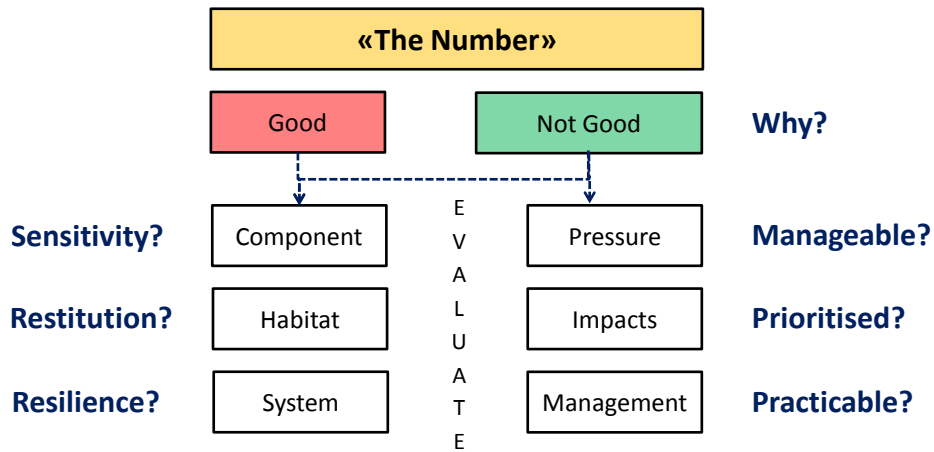 «The Number»
Good
Not Good
Why?
Sensitivity?
Component
Pressure
Manageable?
Restitution?
Habitat
Impacts
Prioritised?
Resilience?
System
Management
Practicable?
E
V
A
L
U
A
T
E